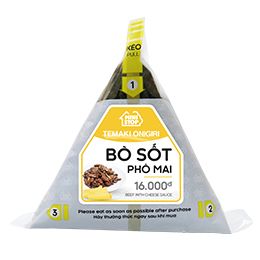 KÉO
PULL
1
MINI
STOP
TEMAKI ONIGIRI
BÒ SỐT
PHÔ MAI
16.000đ
BEEF WITH CHEESE SAUCE
3
2
Please eat as soon as possible after purchase
Hãy thưởng thức ngay sau khi mua